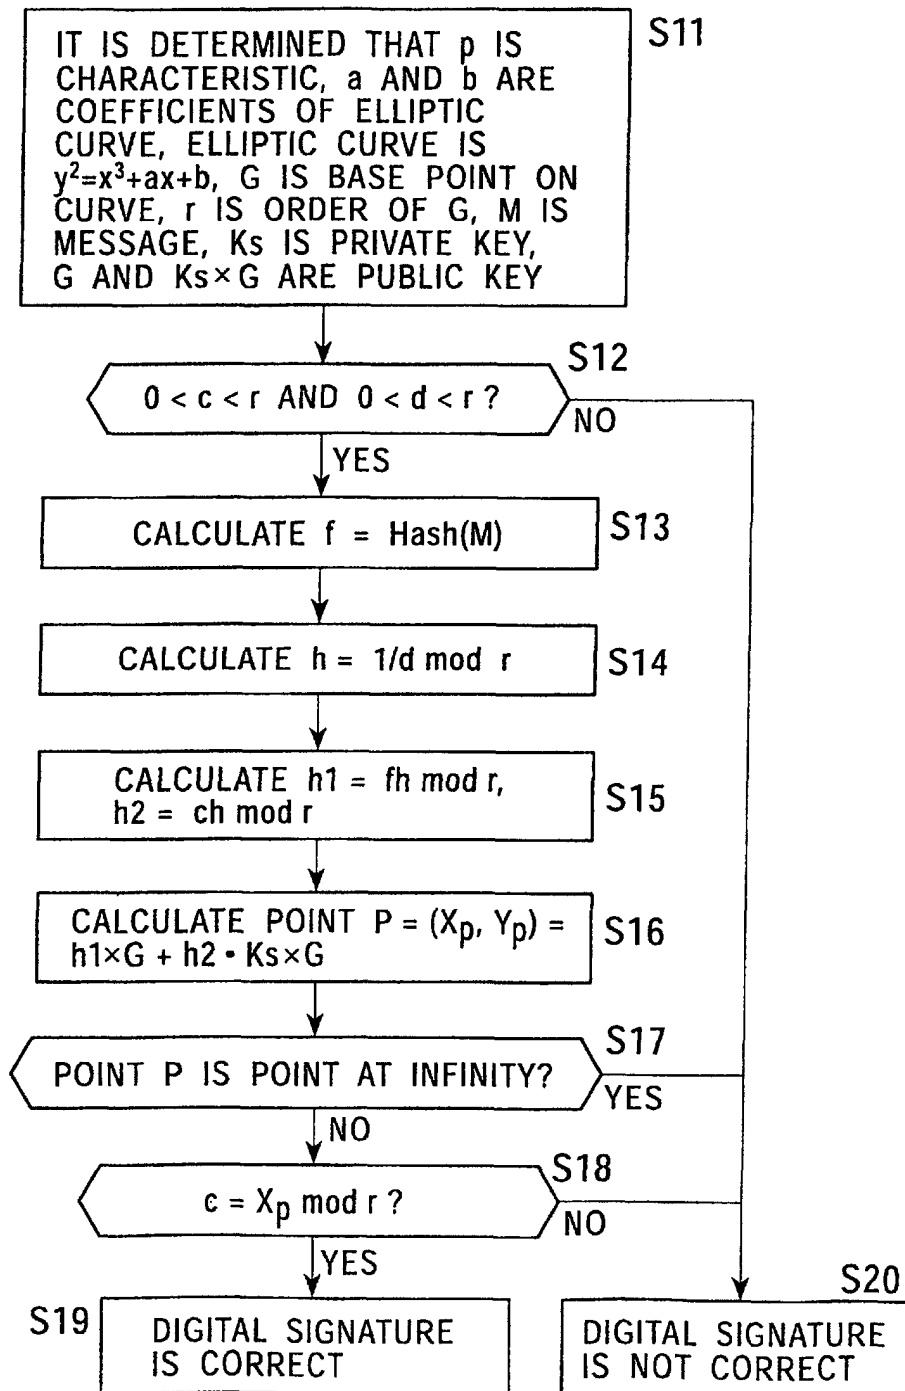 S11
IT IS DETERMINED THAT p IS
CHARACTERISTIC, a AND b ARE
COEFFICIENTS OF ELLIPTIC
CURVE, ELLIPTIC CURVE IS
y²=x³+ax+b, G IS BASE POINT ON
CURVE, r IS ORDER OF G, M IS
MESSAGE, Ks IS PRIVATE KEY,
G AND Ks×G ARE PUBLIC KEY
S12
0 < c < r AND 0 < d < r ?
NO
YES
CALCULATE f = Hash(M)
S13
CALCULATE h = 1/d mod r
S14
CALCULATE h1 = fh mod r,
h2 = ch mod r
S15
CALCULATE POINT P = (Xp, Yp) =
h1×G + h2 • Ks×G
S16
S17
POINT P IS POINT AT INFINITY?
YES
NO
S18
c = Xp mod r ?
NO
YES
S19
DIGITAL SIGNATURE
IS CORRECT
S20
DIGITAL SIGNATURE
IS NOT CORRECT